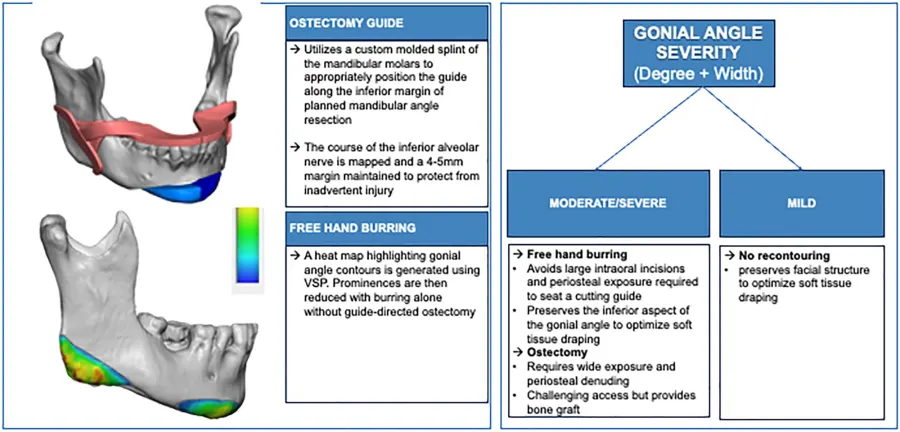 OSTECTOMY GUIDE
→ Utilizes a custom molded splint of
the mandibular molars to
appropriately position the guide
along the inferior margin of
planned mandibular angle
resection
→ The course of the inferior alveolar
nerve is mapped and a 4-5mm
margin maintained to protect from
inadvertent injury
FREE HAND BURRING
→ A heat map highlighting gonial
angle contours is generated using
VSP. Prominences are then
reduced with burring alone
without guide-directed ostectomy
GONIAL ANGLE
SEVERITY
(Degree + Width)
MODERATE/SEVERE
→ Free hand burring
• Avoids large intraoral incisions
and periosteal exposure required
to seat a cutting guide
• Preserves the inferior aspect of
the gonial angle to optimize soft
tissue draping
→ Ostectomy
• Requires wide exposure and
periosteal denuding
• Challenging access but provides
bone graft
MILD
→ No recontouring
• preserves facial structure
to optimize soft tissue
draping